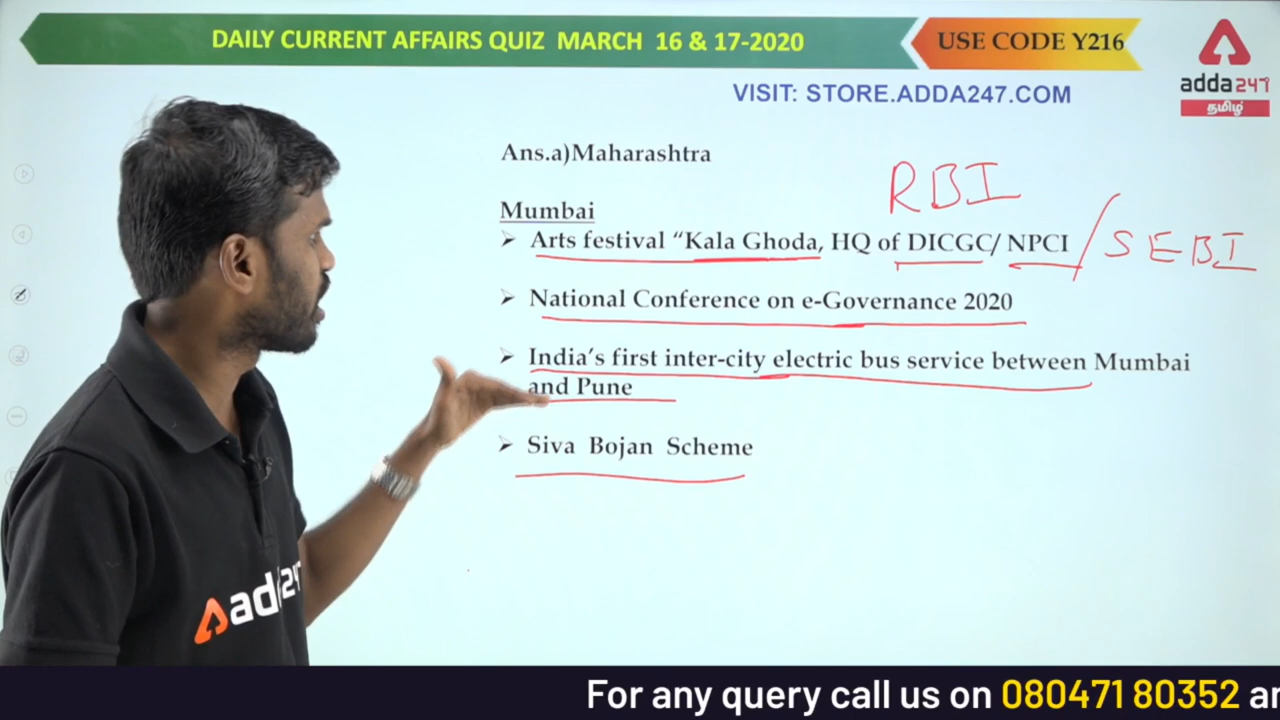 DAILY CURRENT AFFAIRS QUIZ MARCH 16 & 17-2020
USE CODE Y216
adda247
தமிழ்
VISIT: STORE.ADDA247.COM
Ans.a)Maharashtra
RBI
Mumbai
➢ Arts festival “Kala Ghoda, HQ of DICGC/ NPCI / SEBI
➢ National Conference on e-Governance 2020
➢ India’s first inter-city electric bus service between Mumbai
and Pune
➢ Siva Bojan Scheme
adda247
For any query call us on 080471 80352 an